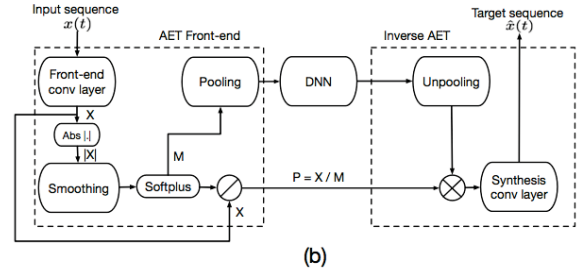 Input sequence
x(t)
Target sequence
x̂(t)
AET Front-end
Inverse AET
Front-end
conv layer
Pooling
DNN
Unpooling
X
Abs |.|
|X|
M
Smoothing
Softplus
P = X / M
X
Synthesis
conv layer
(b)